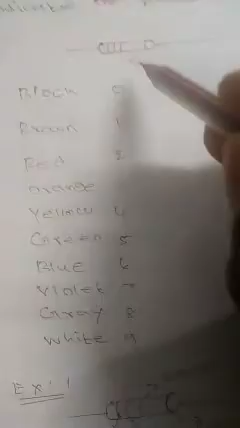 Black 0
Brown 1
Red 2
orange
Yellow 4
Green 5
Blue 6
Violet 7
Gray 8
White 9
Ex: 1